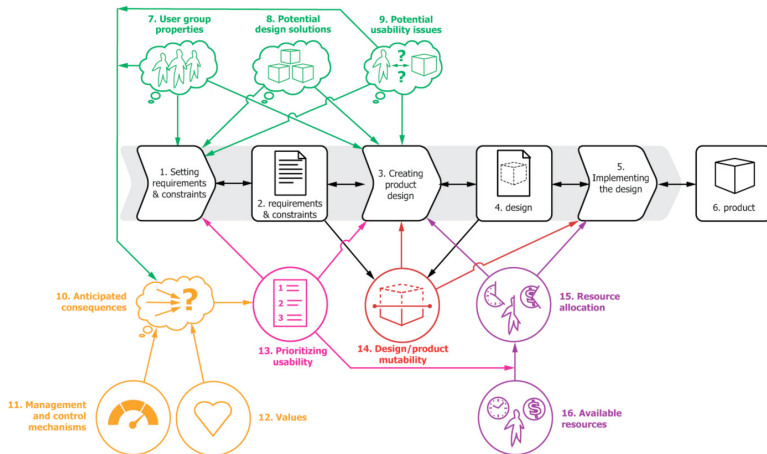 7. User group
properties
8. Potential
design solutions
9. Potential
usability issues
?
?
1. Setting
requirements
& constraints
2. requirements
& constraints
3. Creating
product
design
4. design
5.
Implementing
the design
6. product
10. Anticipated
consequences
?
1
2
3
13. Prioritizing
usability
14. Design/product
mutability
15. Resource
allocation
11. Management
and control
mechanisms
12. Values
$
16. Available
resources